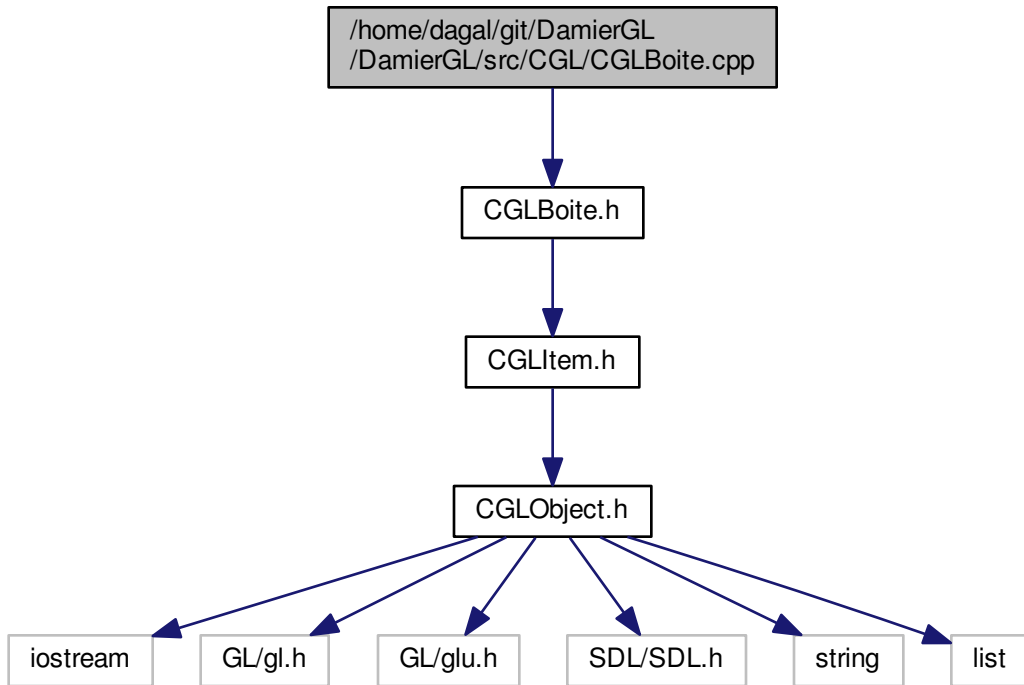 /home/dagal/git/DamierGL
/DamierGL/src/CGL/CGLBoite.cpp
CGLBoite.h
CGLItem.h
CGLObject.h
iostream
GL/gl.h
GL/glu.h
SDL/SDL.h
string
list